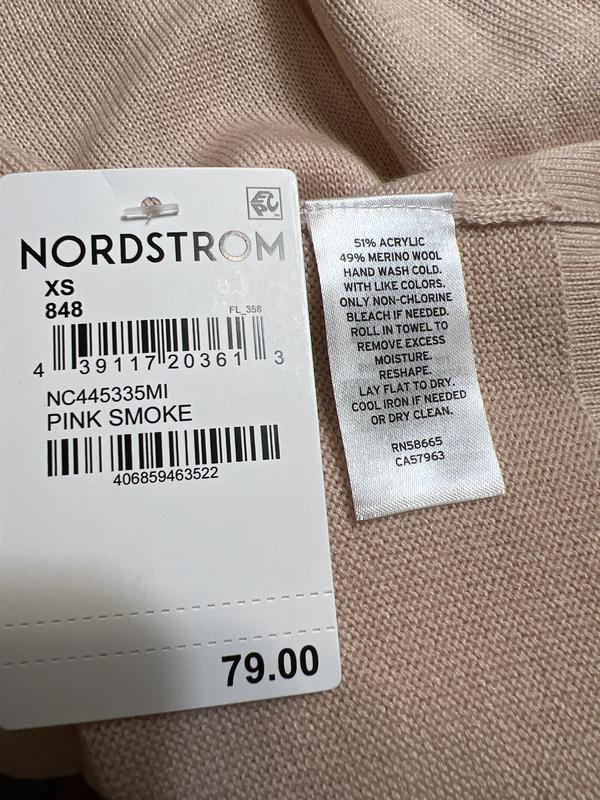 EPC
NORDSTROM
XS
848
FL_358
4 39117 20361 3
NC445335MI
PINK SMOKE
406859463522
79.00
51% ACRYLIC
49% MERINO WOOL
HAND WASH COLD.
WITH LIKE COLORS.
ONLY NON-CHLORINE
BLEACH IF NEEDED.
ROLL IN TOWEL TO
REMOVE EXCESS
MOISTURE.
RESHAPE.
LAY FLAT TO DRY.
COOL IRON IF NEEDED
OR DRY CLEAN.
RN58665
CA57963